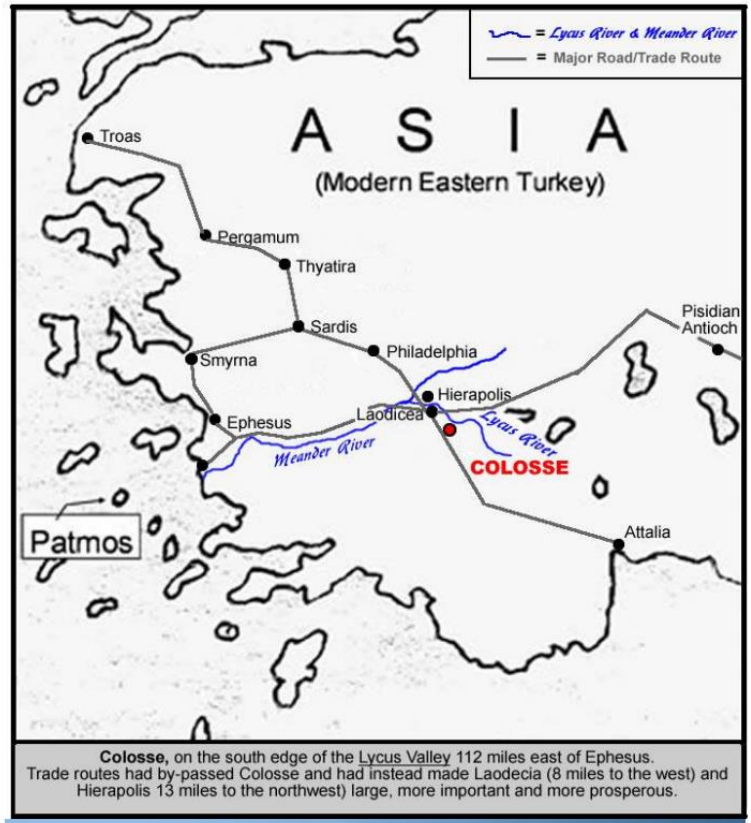 = Lycus River & Meander River
= Major Road/Trade Route
A S I A
(Modern Eastern Turkey)
Troas
Pergamum
Thyatira
Sardis
Smyrna
Philadelphia
Pisidian
Antioch
Hierapolis
Laodicea
Ephesus
Lycus River
Meander River
COLOSSE
Patmos
Attalia
Colosse, on the south edge of the Lycus Valley 112 miles east of Ephesus.
Trade routes had by-passed Colosse and had instead made Laodecia (8 miles to the west) and
Hierapolis 13 miles to the northwest) large, more important and more prosperous.